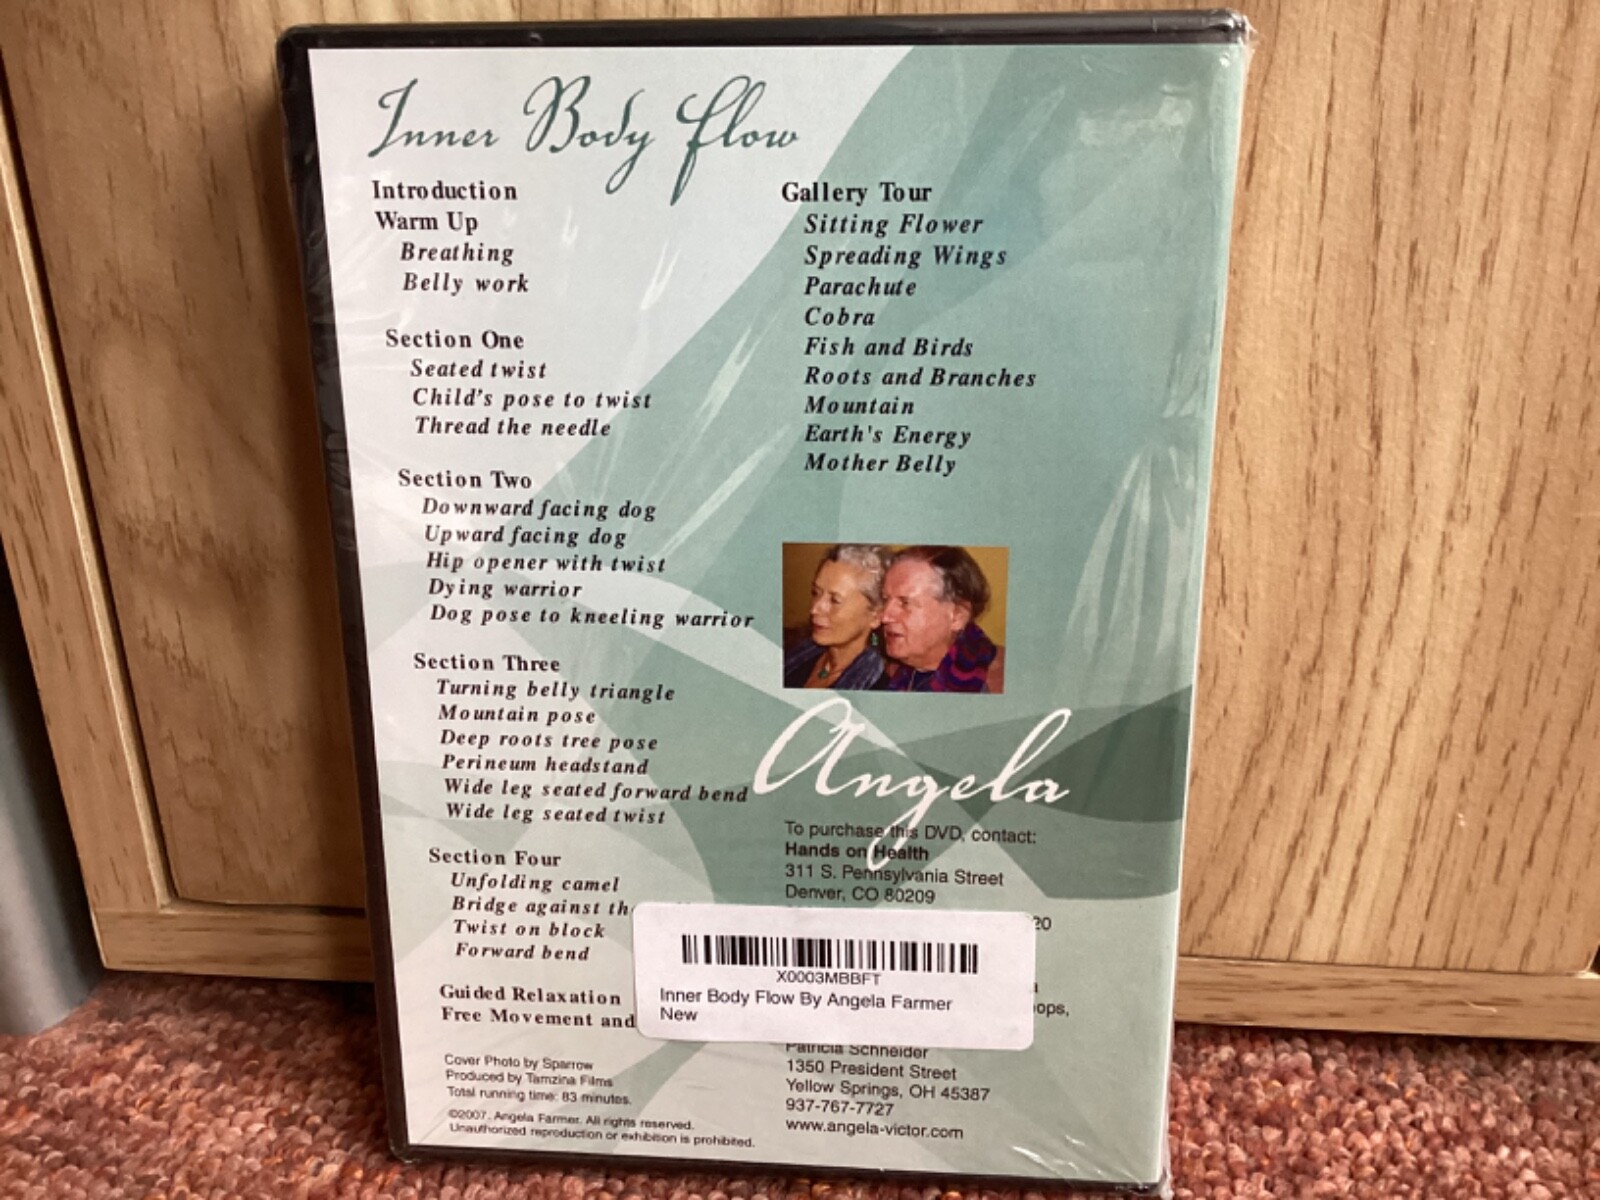 Inner Body Flow
Introduction
Warm Up
Breathing
Belly work
Section One
Seated twist
Child's pose to twist
Thread the needle
Section Two
Downward facing dog
Upward facing dog
Hip opener with twist
Dying warrior
Dog pose to kneeling warrior
Section Three
Turning belly triangle
Mountain pose
Deep roots tree pose
Perineum headstand
Wide leg seated forward bend
Wide leg seated twist
Section Four
Unfolding camel
Bridge against
Twist on block
Forward bend
Guided Relaxation
Free Movement and
Cover Photo by Sparrow
Produced by Tamzina Films
Total running time: 83 minutes.
©2007. Angela Farmer. All rights reserved.
Unauthorized reproduction or exhibition is prohibited.
Gallery Tour
Sitting Flower
Spreading Wings
Parachute
Cobra
Fish and Birds
Roots and Branches
Mountain
Earth's Energy
Mother Belly
Angela
To purchase this DVD, contact:
Hands on Health
311 S. Pennsylvania Street
Denver, CO 80209
20
X0003MBBFT
Inner Body Flow By Angela Farmer
New
Patricia Schneider
1350 President Street
Yellow Springs, OH 45387
937-767-7727
www.angela-victor.com